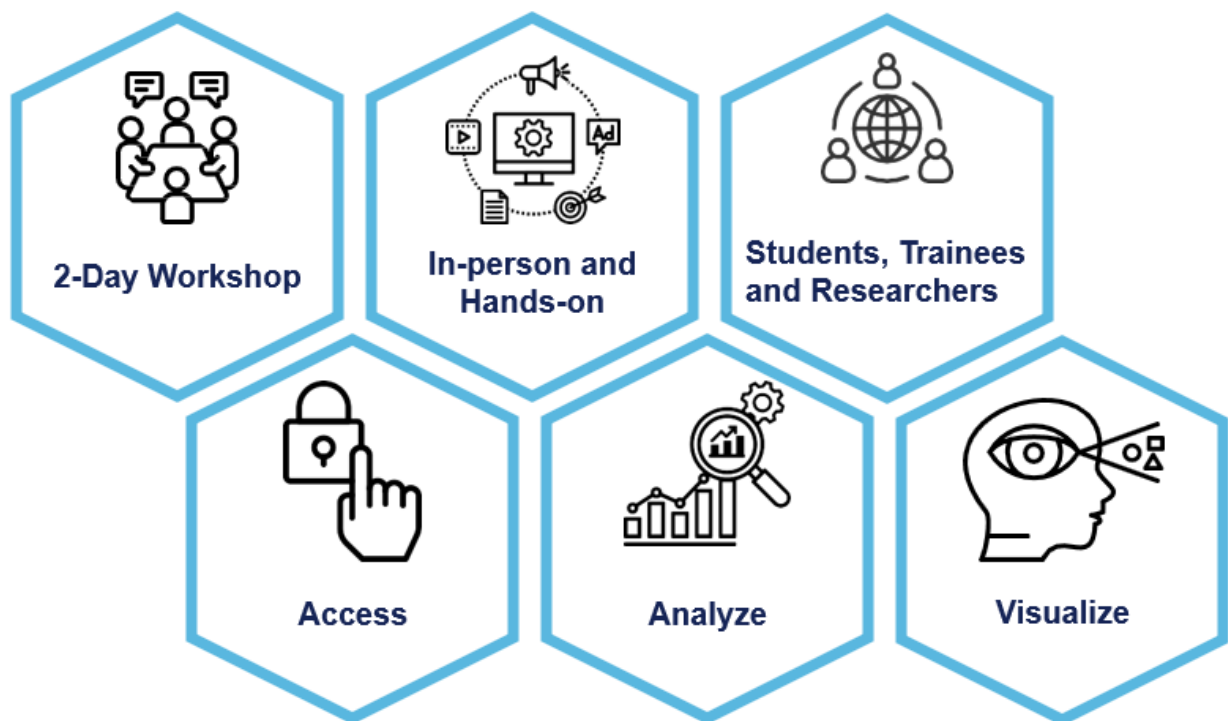 Ad
2-Day Workshop
In-person and
Hands-on
Students, Trainees
and Researchers
Access
Analyze
Visualize